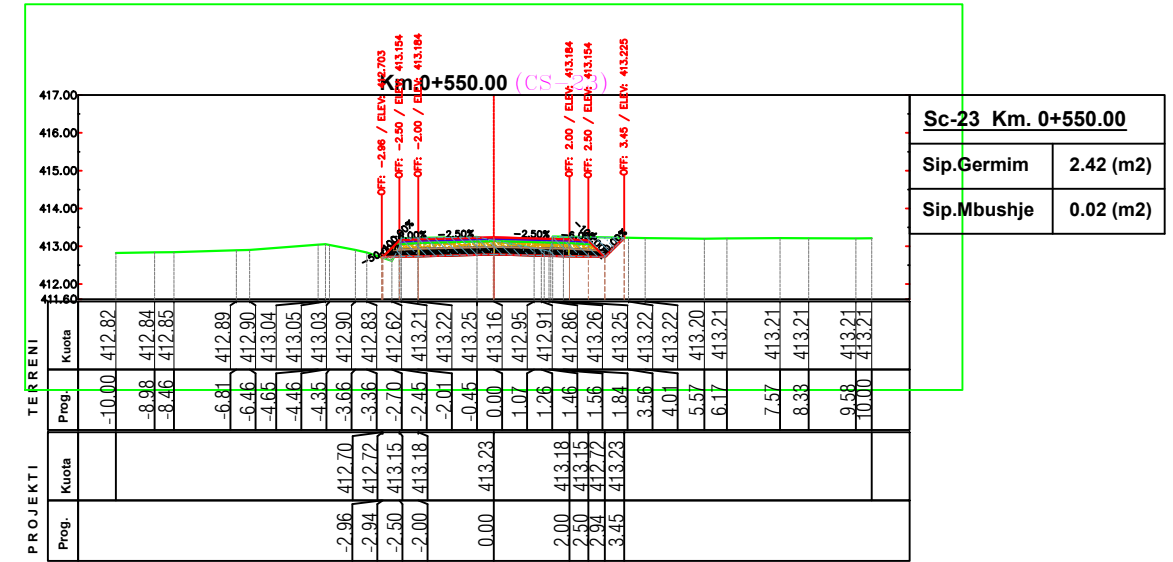 OFF: -2.96 / ELEV: 412.703
OFF: -2.50 / ELEV: 413.154
OFF: -2.00 / ELEV: 413.184
OFF: 2.00 / ELEV: 413.184
OFF: 2.50 / ELEV: 413.154
OFF: 3.45 / ELEV: 413.225
Km.0+550.00 (CS-23)
417.00
416.00
415.00
414.00
413.00
412.00
411.60
-2.50%
-2.50%
Sc-23 Km. 0+550.00
Sip.Germim 2.42 (m2)
Sip.Mbushje 0.02 (m2)
TERRENI
Kuota
412.82 412.84 412.85 412.89 412.90 413.04 413.05 413.03 412.90 412.83 412.62 413.21 413.22 413.25 413.16 412.95 412.91 412.86 413.26 413.25 413.22 413.22 413.20 413.21 413.21 413.21 413.21 413.21
Prog.
-10.00 -8.98 -8.46 -6.81 -6.46 -4.65 -4.46 -4.35 -3.66 -3.36 -2.70 -2.45 -2.01 -0.45 0.00 1.07 1.26 1.46 1.56 1.84 3.56 4.01 5.57 6.17 7.57 8.33 9.58 10.00
PROJEKTI
Kuota
412.70 412.72 413.15 413.18 413.23 413.18 413.15 412.72 413.23
Prog.
-2.96 -2.94 -2.50 -2.00 0.00 2.00 2.50 2.94 3.45